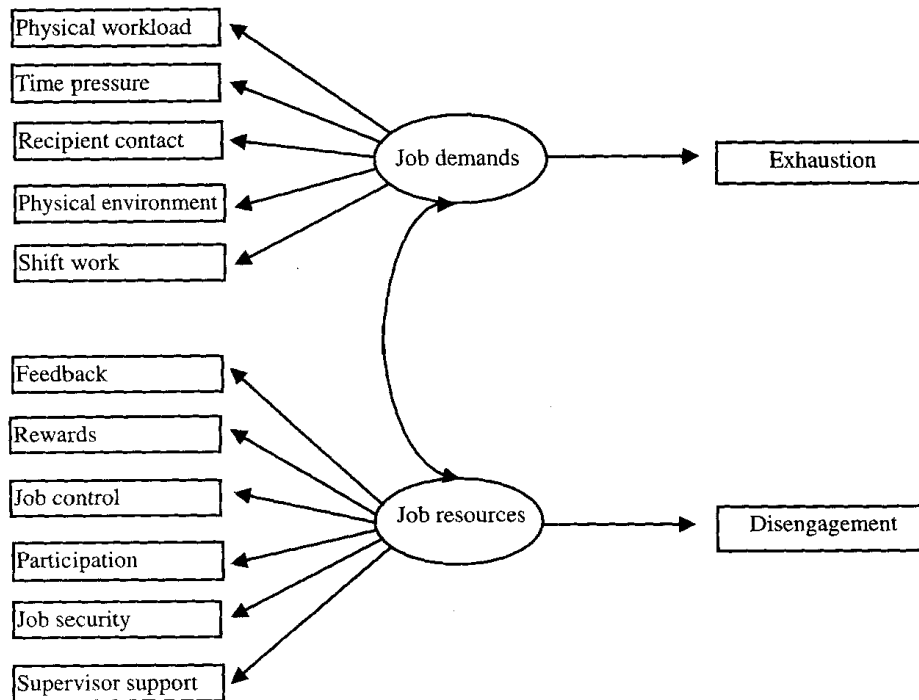 Physical workload
Time pressure
Recipient contact
Physical environment
Shift work
Job demands
Exhaustion
Feedback
Rewards
Job control
Participation
Job security
Supervisor support
Job resources
Disengagement